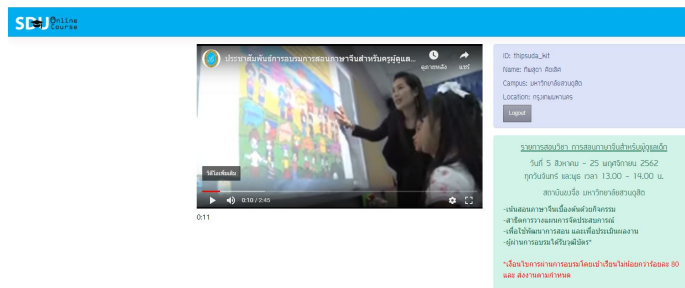 SDU Online Course
ประชาสัมพันธ์การอบรมการสอนภาษาจีนสำหรับครูผู้ดูแล...
ดูภายหลัง
แชร์
วิดีโอเพิ่มเติม
0:10 / 2:45
0:11
ID: thipsuda_kit
Name: ทิพสุดา คิดเลิศ
Campus: มหาวิทยาลัยสวนดุสิต
Location: กรุงเทพมหานคร
Logout
รายการสอนวิชา การสอนภาษาจีนสำหรับผู้ดูแลเด็ก
วันที่ 5 สิงหาคม - 25 พฤศจิกายน 2562
ทุกวันจันทร์ และพุธ เวลา 13.00 - 14.00 น.
สถาบันขงจื่อ มหาวิทยาลัยสวนดุสิต
-เน้นสอนภาษาจีนเบื้องต้นด้วยกิจกรรม
-สาธิตการวางแผนการจัดประสบการณ์
-เพื่อใช้พัฒนาการสอน และเพื่อประเมินผลงาน
-ผู้ผ่านการอบรมได้รับวุฒิบัตร*
*เงื่อนไขการผ่านการอบรมโดยเข้าเรียนไม่น้อยกว่าร้อยละ 80
และ ส่งงานตามกำหนด